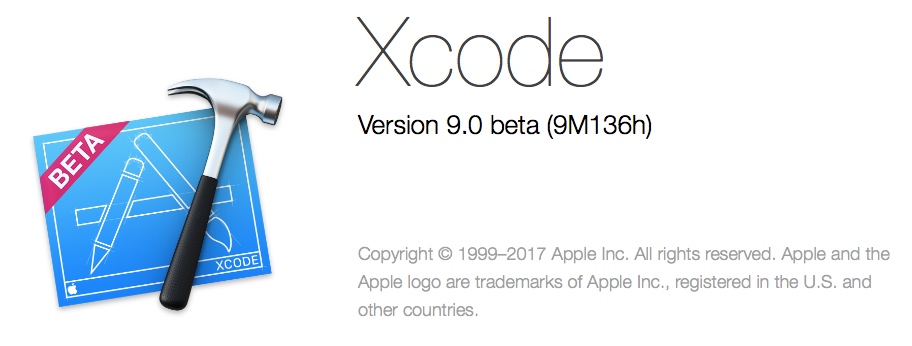 Xcode
Version 9.0 beta (9M136h)
BETA
XCODE
Copyright © 1999–2017 Apple Inc. All rights reserved. Apple and the
Apple logo are trademarks of Apple Inc., registered in the U.S. and
other countries.